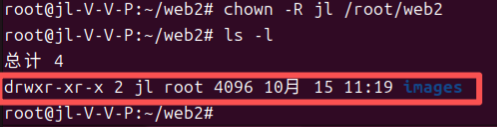 root@jl-V-V-P:~/web2# chown -R jl /root/web2
root@jl-V-V-P:~/web2# ls -l
总计 4
drwxr-xr-x 2 jl root 4096 10月 15 11:19 images
root@jl-V-V-P:~/web2#